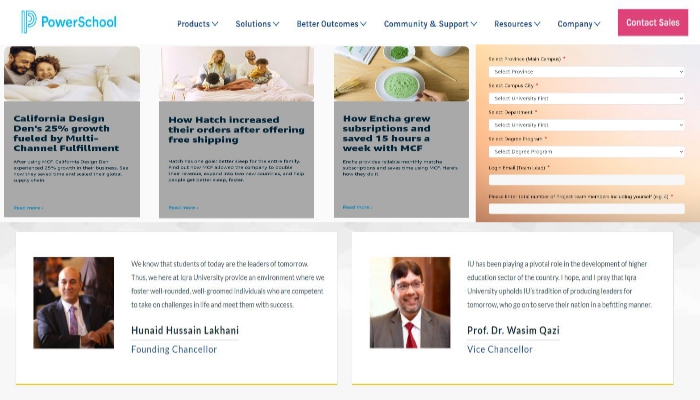 PowerSchool
Products
Solutions
Better Outcomes
Community & Support
Resources
Company
Contact Sales
California Design
Den's 25% growth
fueled by Multi-
Channel Fulfillment
After using MCF, California Design Den
experienced 25% growth in their business. See
how they saved time and eased their global
supply chain.
Read more ›
How Hatch increased
their orders after offering
free shipping
Hatch has one goal: better sleep for the entire family.
Find out how MCF allowed the company to double
their revenue, expand into two new countries, and help
people get better sleep, faster.
Read more ›
How Encha grew
subsriptions and
saved 15 hours a
week with MCF
Encha provides reliable monthly matcha
subscriptions and saves time using MCF. Here's
how they do it.
Read more ›
Select Province (Main Campus) *
Select Province
Select Campus City *
Select University First
Select Department *
Select University First
Select Degree Program *
Select Degree Program
Login Email (Team Lead) *
Please Enter total number of Project team members including yourself (e.g. 4) *
We know that students of today are the leaders of tomorrow.
Thus, we here at Iqra University provide an environment where we
foster well-rounded, well-groomed individuals who are competent
to take on challenges in life and meet them with success.
Hunaid Hussain Lakhani
Founding Chancellor
IU has been playing a pivotal role in the development of higher
education sector of the country. I hope, and I pray that Iqra
University upholds IU's tradition of producing leaders for
tomorrow, who go on to serve their nation in a befitting manner.
Prof. Dr. Wasim Qazi
Vice Chancellor